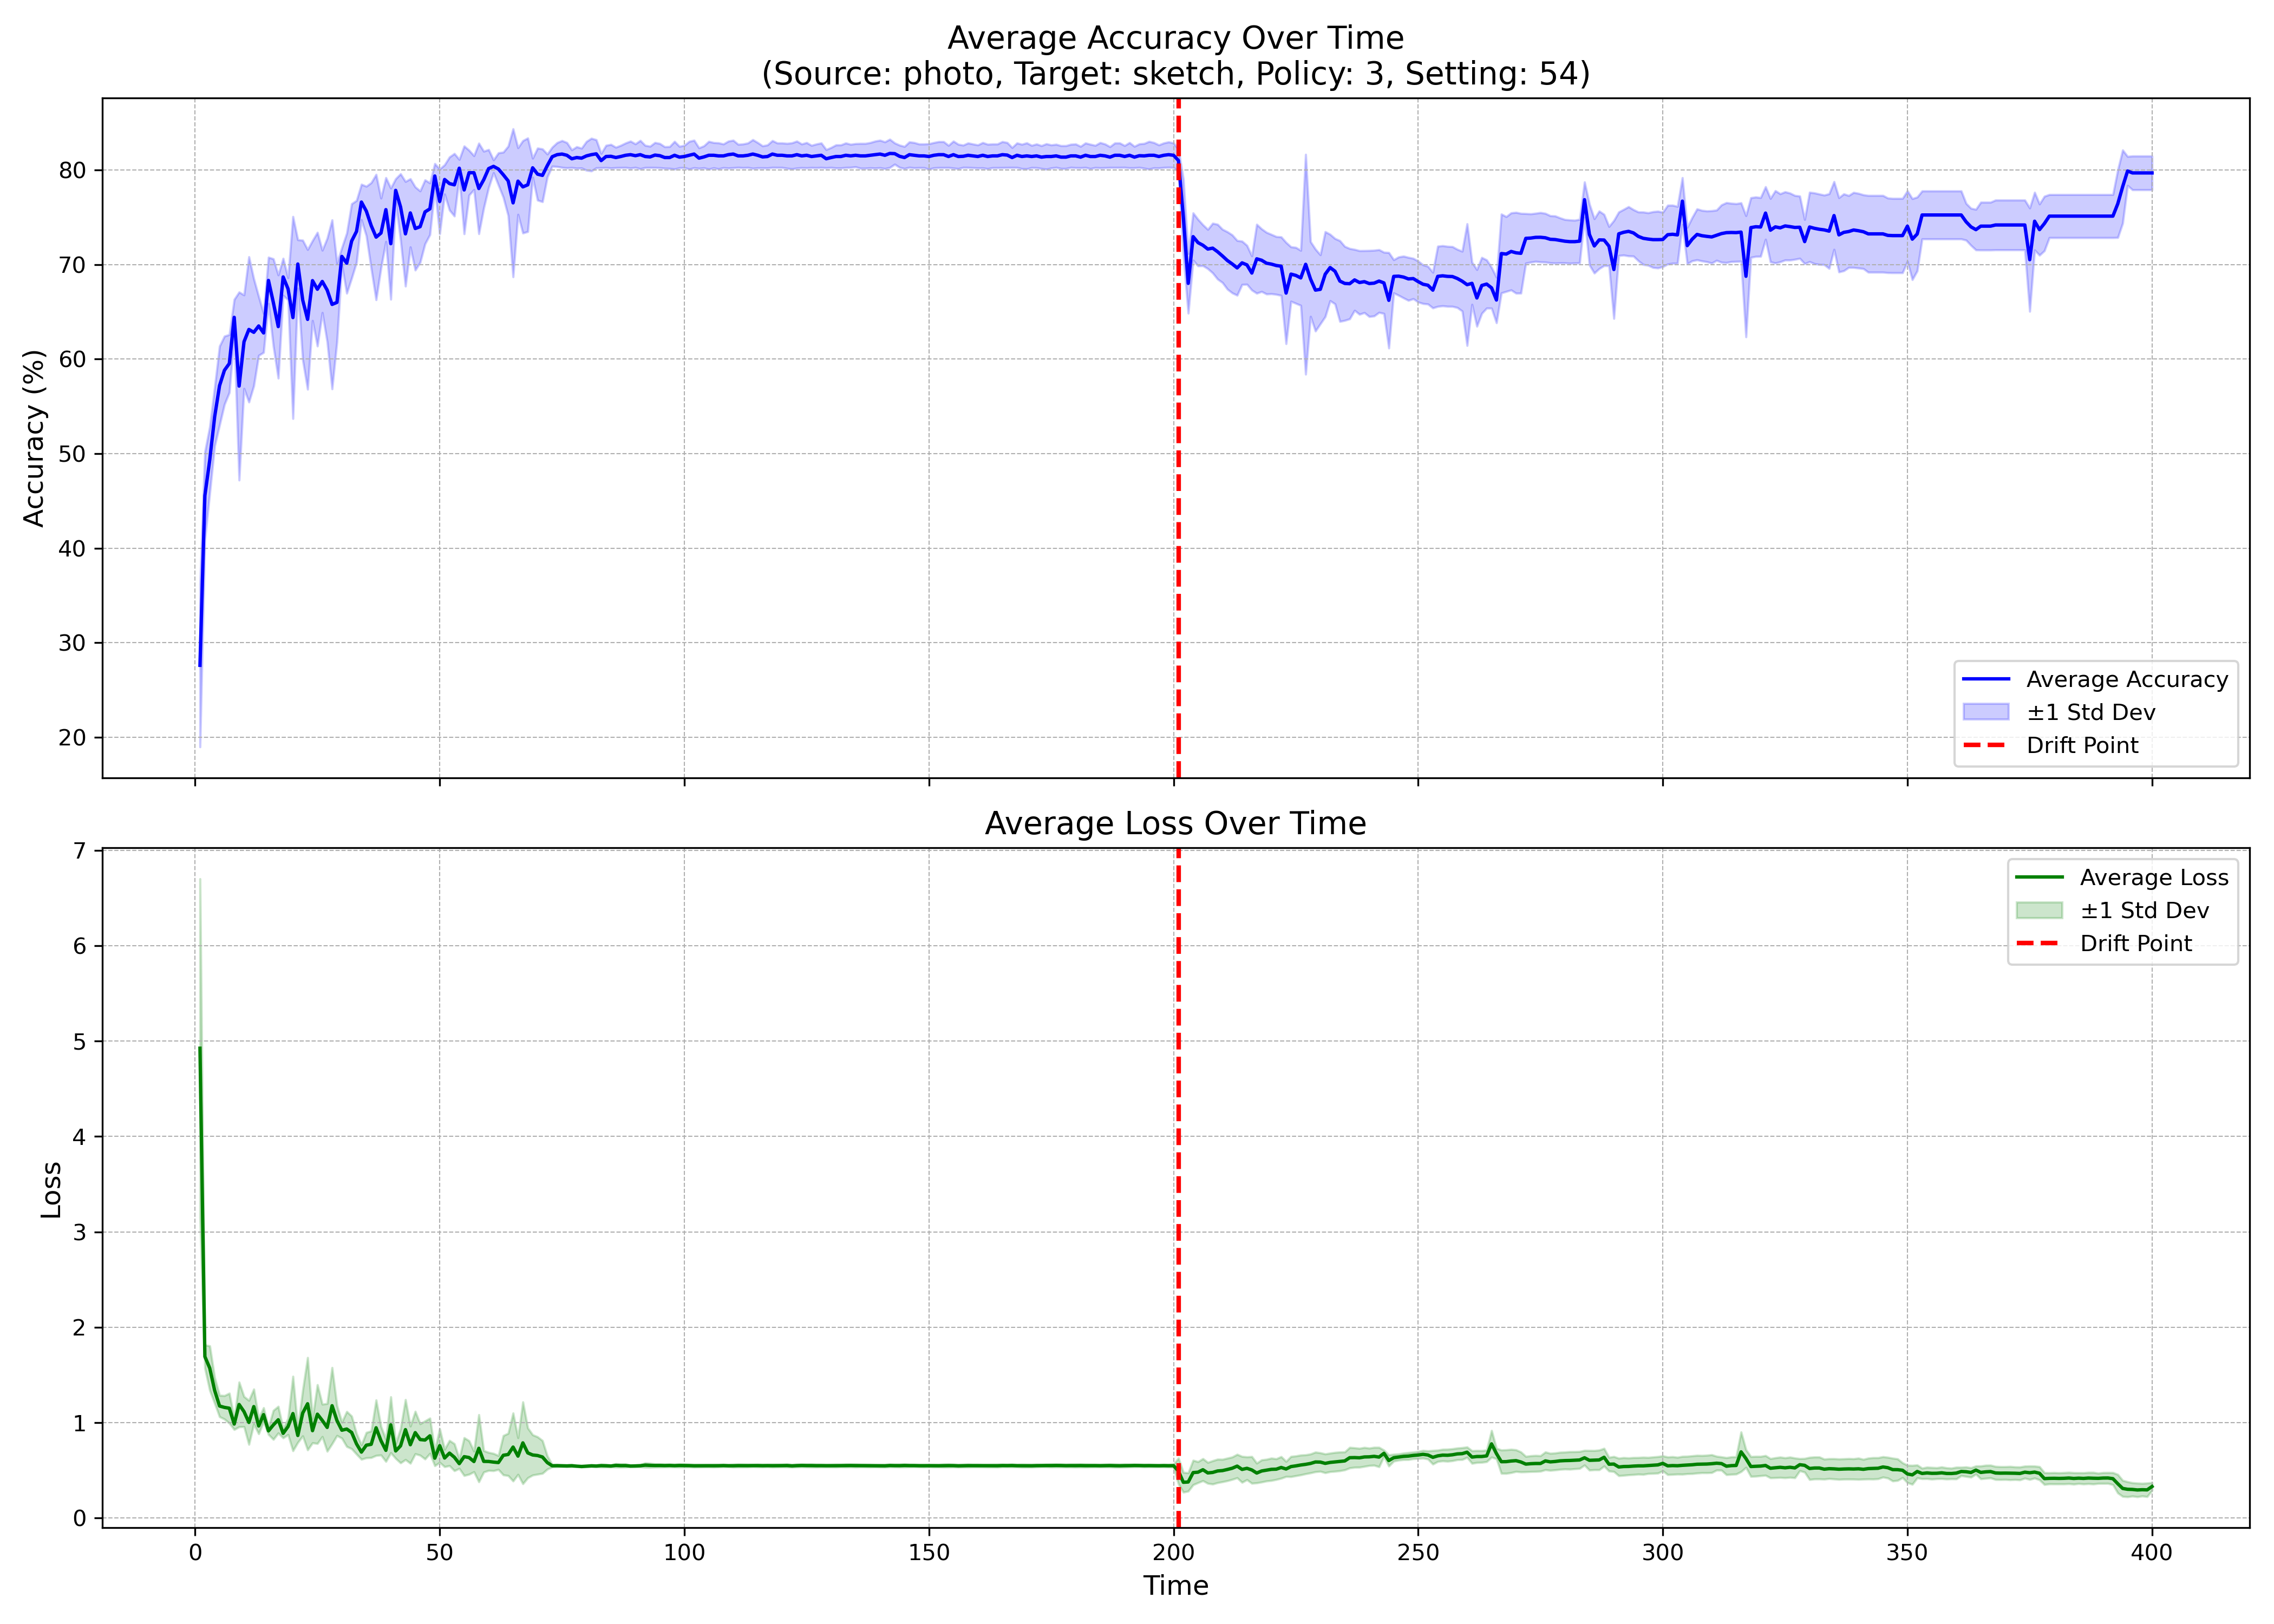 Average Accuracy Over Time
(Source: photo, Target: sketch, Policy: 3, Setting: 54)
Accuracy (%)
80
70
60
50
40
30
20
Average Accuracy
±1 Std Dev
Drift Point
Average Loss Over Time
Loss
7
6
5
4
3
2
1
0
Average Loss
±1 Std Dev
Drift Point
0 50 100 150 200 250 300 350 400
Time